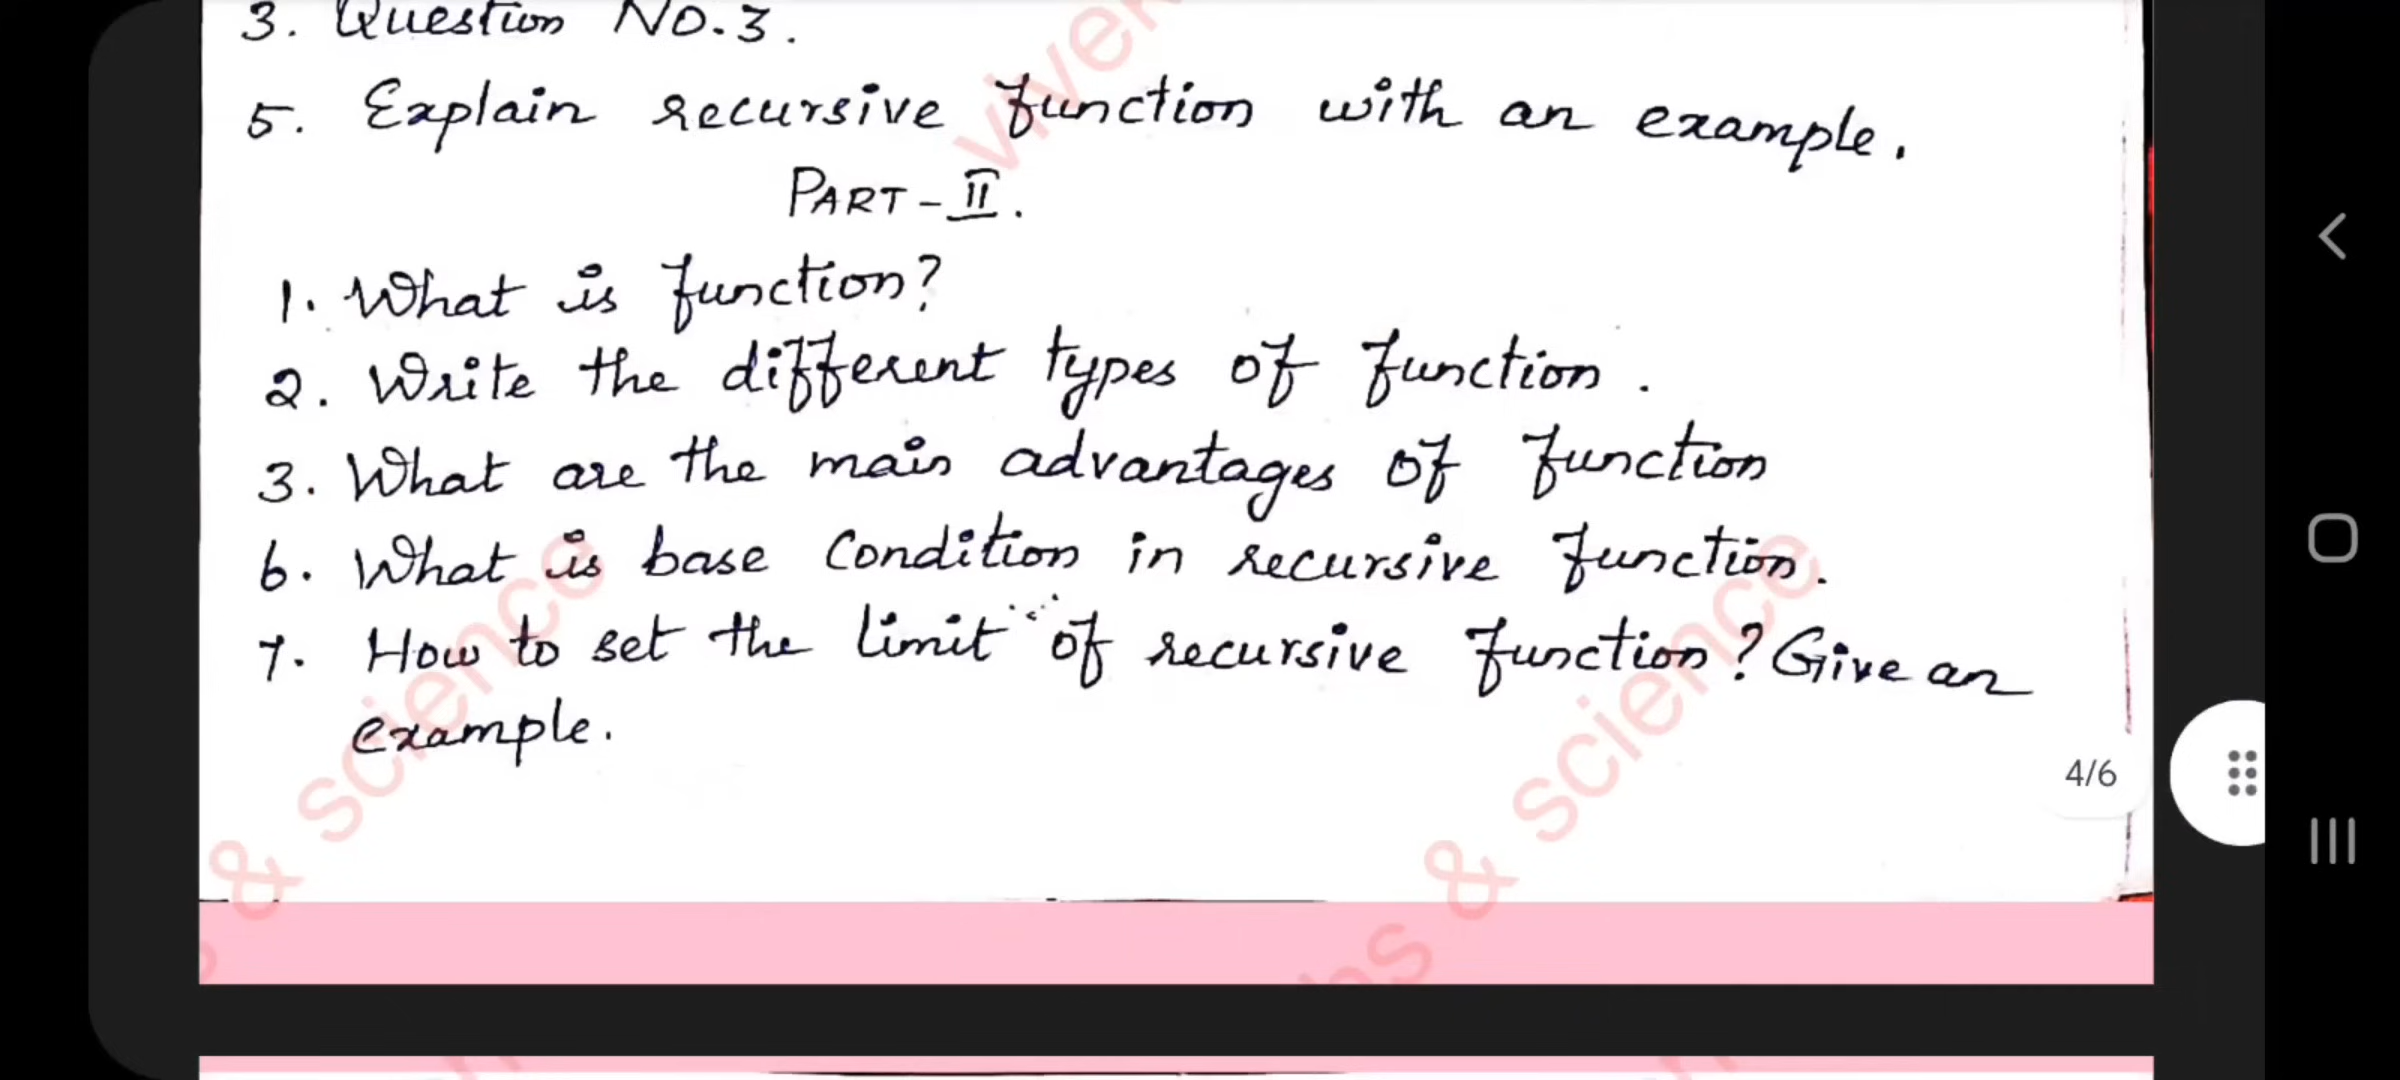 3. Question No.3.
5. Explain recursive function with an example.
PART-II.
1. What is function?
2. Write the different types of function.
3. What are the main advantages of function
6. What is base condition in recursive function.
7. How to set the limit of recursive function? Give an
example.
4/6
& science
& science